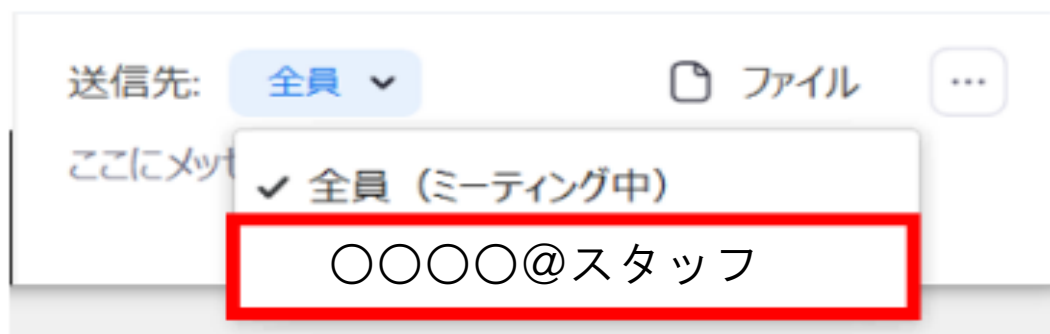 送信先: 全員 ファイル ...
ここにメッ
全員（ミーティング中）
〇〇〇〇@スタッフ